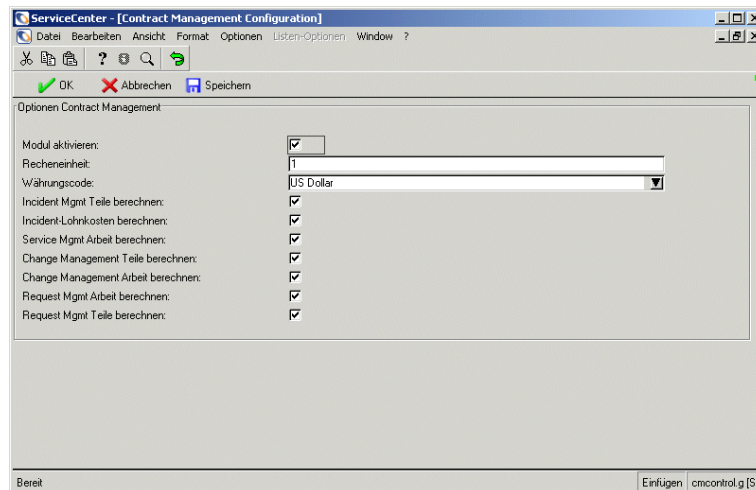 ServiceCenter - [Contract Management Configuration]
Datei Bearbeiten Ansicht Format Optionen Listen-Optionen Window ?
OK Abbrechen Speichern
Optionen Contract Management
Modul aktivieren:
Recheneinheit: 1
Währungscode: US Dollar
Incident Mgmt Teile berechnen:
Incident-Lohnkosten berechnen:
Service Mgmt Arbeit berechnen:
Change Management Teile berechnen:
Change Management Arbeit berechnen:
Request Mgmt Arbeit berechnen:
Request Mgmt Teile berechnen:
Bereit Einfügen cmcontrol.g [S